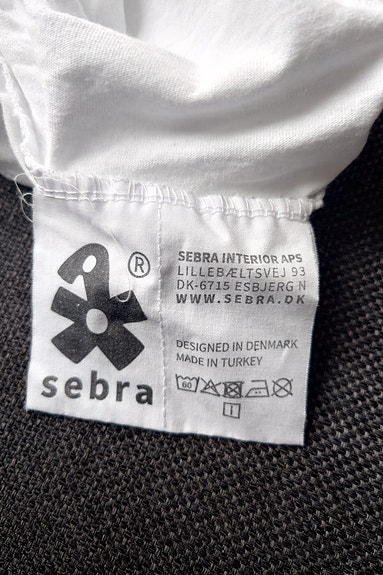 ®
sebra
SEBRA INTERIOR APS
LILLEBÆLTSVEJ 93
DK-6715 ESBJERG N
WWW.SEBRA.DK
DESIGNED IN DENMARK
MADE IN TURKEY
60
i